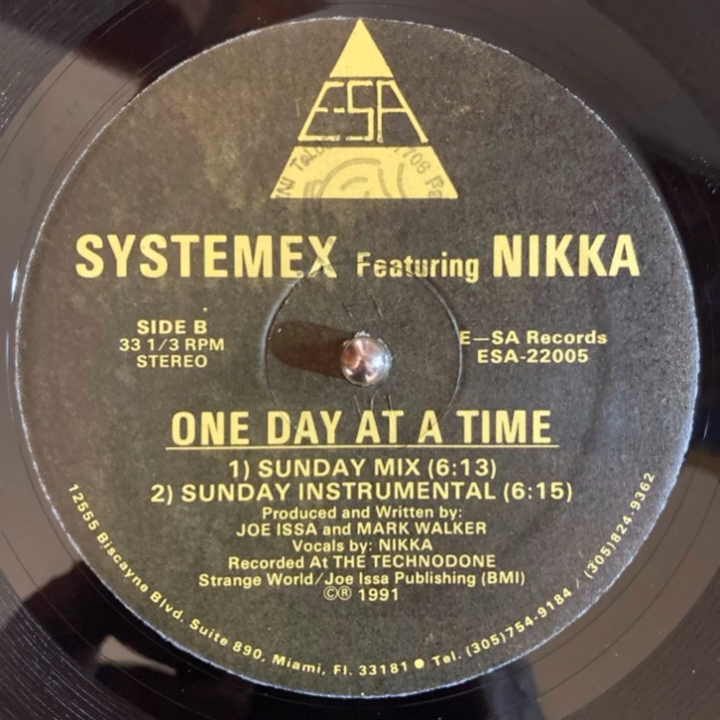 E-SA
SYSTEMEX Featuring NIKKA
SIDE B
33 1/3 RPM
STEREO
E—SA Records
ESA-22005
ONE DAY AT A TIME
1) SUNDAY MIX (6:13)
2) SUNDAY INSTRUMENTAL (6:15)
Produced and Written by:
JOE ISSA and MARK WALKER
Vocals by: NIKKA
Recorded At THE TECHNODONE
Strange World/Joe Issa Publishing (BMI)
©℗ 1991
12555 Biscayne Blvd. Suite 890, Miami, Fl. 33181 ● Tel. (305)754-9184 / (305)824-9362